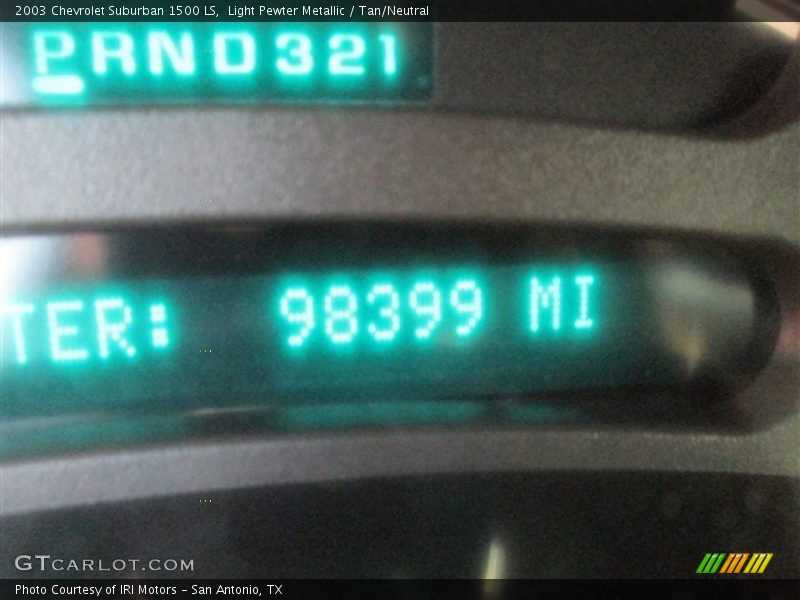 2003 Chevrolet Suburban 1500 LS,  Light Pewter Metallic / Tan/Neutral
PRND321
TER: 98399 MI
GTCARLOT.COM
Photo Courtesy of IRI Motors - San Antonio, TX